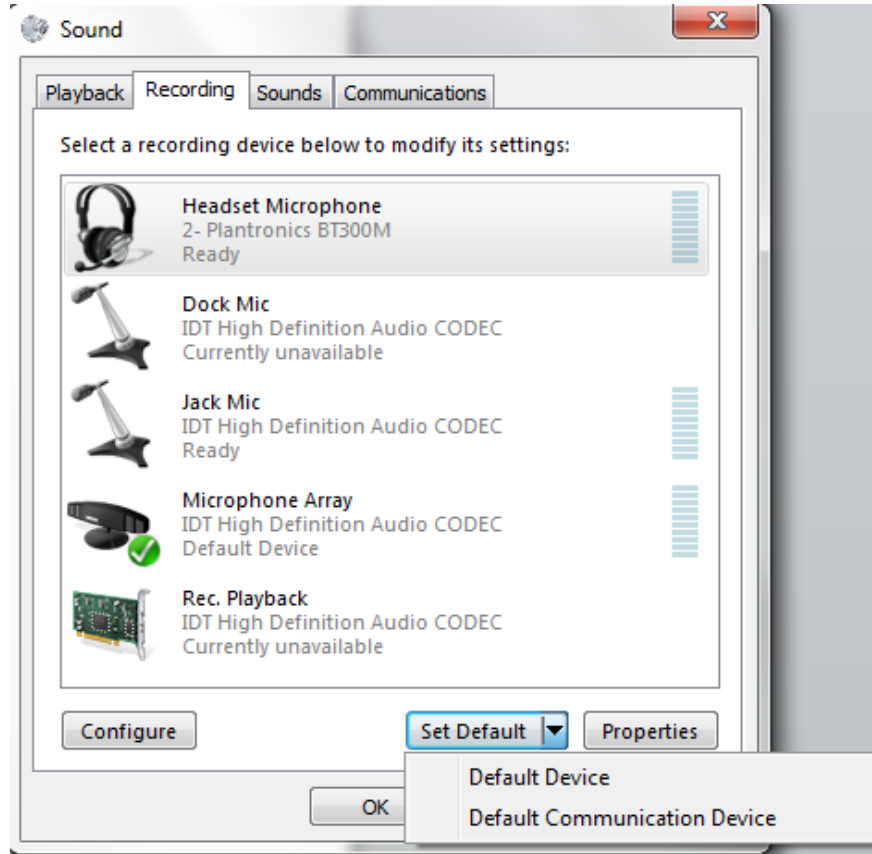 Sound
Playback Recording Sounds Communications
Select a recording device below to modify its settings:
Headset Microphone
2- Plantronics BT300M
Ready
Dock Mic
IDT High Definition Audio CODEC
Currently unavailable
Jack Mic
IDT High Definition Audio CODEC
Ready
Microphone Array
IDT High Definition Audio CODEC
Default Device
Rec. Playback
IDT High Definition Audio CODEC
Currently unavailable
Configure Set Default Properties
Default Device
OK
Default Communication Device